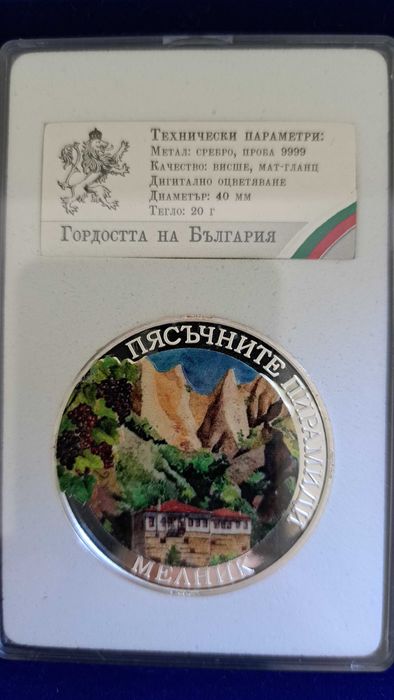 Технически параметри:
Метал: сребро, проба 9999
Качество: висше, мат-гланц
Дигитално оцветяване
Диаметър: 40 мм
Тегло: 20 г
Гордостта на България
ПЯСЪЧНИТЕ ПИРАМИДИ
МЕЛНИК